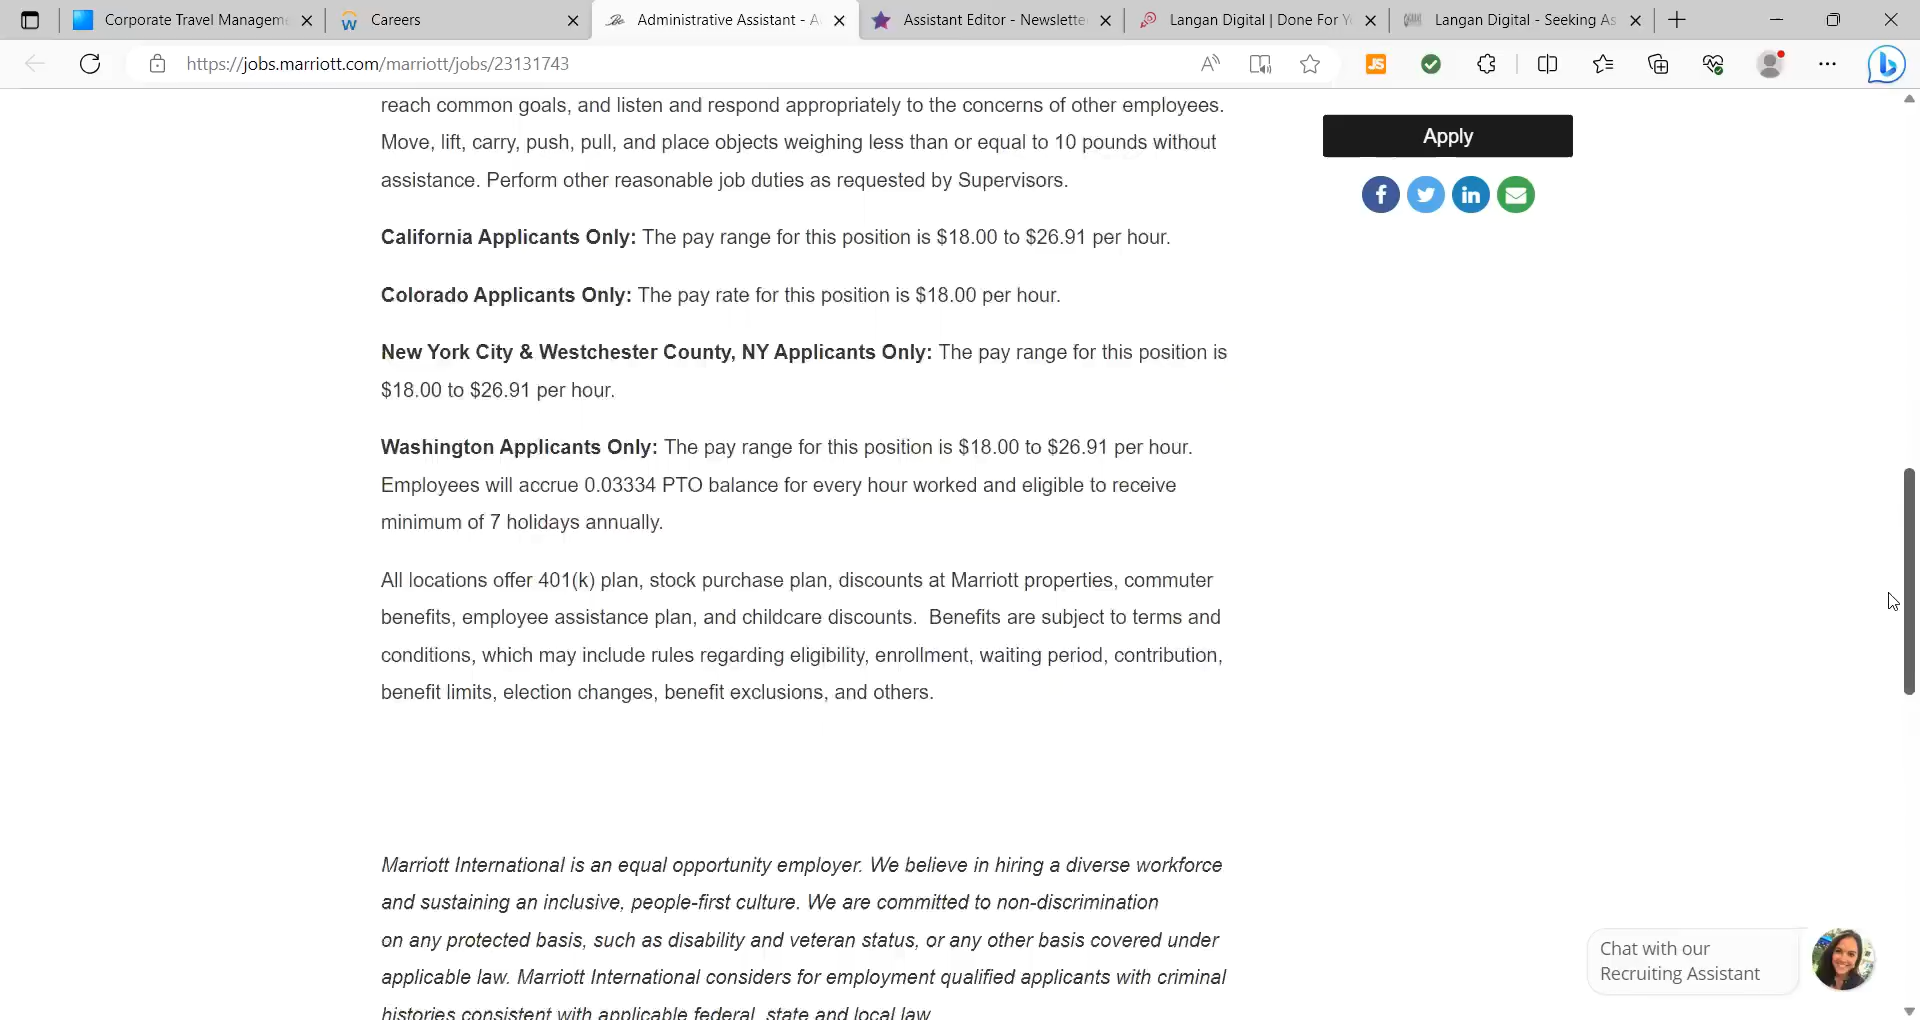 Corporate Travel Managem
Careers
Administrative Assistant - A
Assistant Editor - Newslette
Langan Digital | Done For Y
Langan Digital - Seeking As
https://jobs.marriott.com/marriott/jobs/23131743
JS
reach common goals, and listen and respond appropriately to the concerns of other employees.
Move, lift, carry, push, pull, and place objects weighing less than or equal to 10 pounds without
assistance. Perform other reasonable job duties as requested by Supervisors.
Apply
California Applicants Only: The pay range for this position is $18.00 to $26.91 per hour.
Colorado Applicants Only: The pay rate for this position is $18.00 per hour.
New York City & Westchester County, NY Applicants Only: The pay range for this position is
$18.00 to $26.91 per hour.
Washington Applicants Only: The pay range for this position is $18.00 to $26.91 per hour.
Employees will accrue 0.03334 PTO balance for every hour worked and eligible to receive
minimum of 7 holidays annually.
All locations offer 401(k) plan, stock purchase plan, discounts at Marriott properties, commuter
benefits, employee assistance plan, and childcare discounts.  Benefits are subject to terms and
conditions, which may include rules regarding eligibility, enrollment, waiting period, contribution,
benefit limits, election changes, benefit exclusions, and others.
Marriott International is an equal opportunity employer. We believe in hiring a diverse workforce
and sustaining an inclusive, people-first culture. We are committed to non-discrimination
on any protected basis, such as disability and veteran status, or any other basis covered under
applicable law. Marriott International considers for employment qualified applicants with criminal
histories consistent with applicable federal, state and local law
Chat with our
Recruiting Assistant